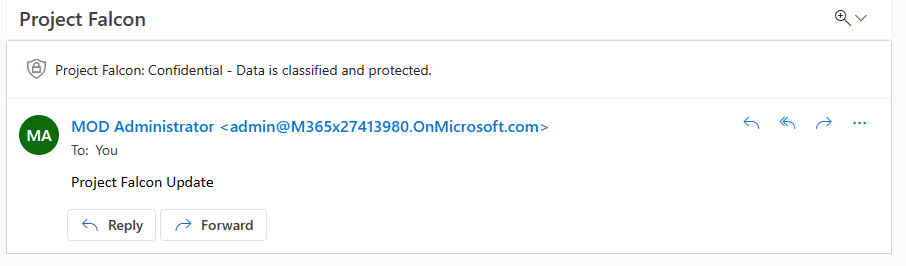 Project Falcon
Project Falcon: Confidential - Data is classified and protected.
MA
MOD Administrator <admin@M365x27413980.OnMicrosoft.com>
To: You
Project Falcon Update
Reply
Forward